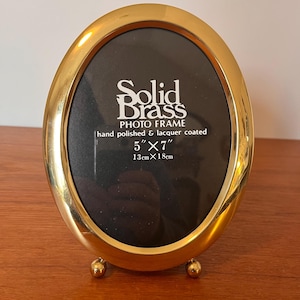 Solid
Brass
PHOTO FRAME
hand polished & lacquer coated
5"×7"
13cm×18cm